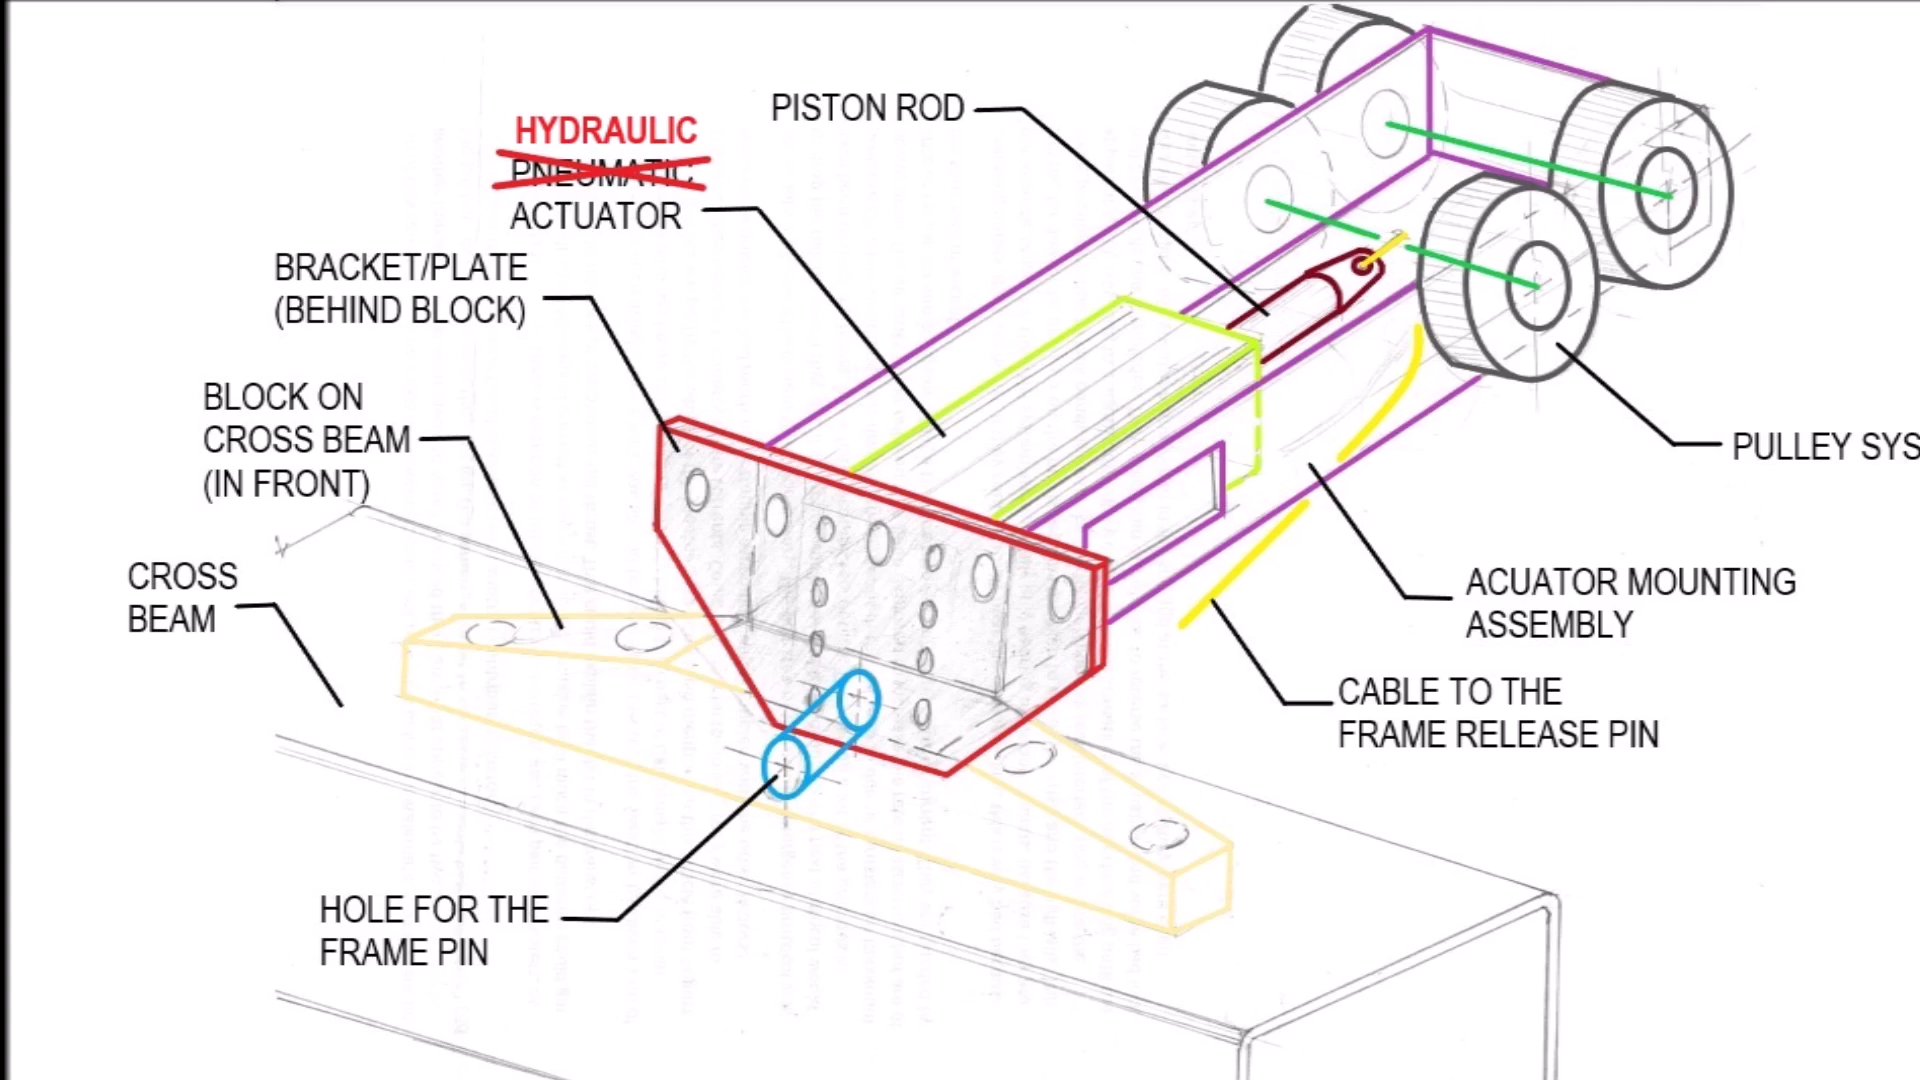 PISTON ROD
HYDRAULIC
PNEUMATIC
ACTUATOR
BRACKET/PLATE
(BEHIND BLOCK)
BLOCK ON
CROSS BEAM
(IN FRONT)
PULLEY SYS
CROSS
BEAM
ACUATOR MOUNTING
ASSEMBLY
CABLE TO THE
FRAME RELEASE PIN
HOLE FOR THE
FRAME PIN